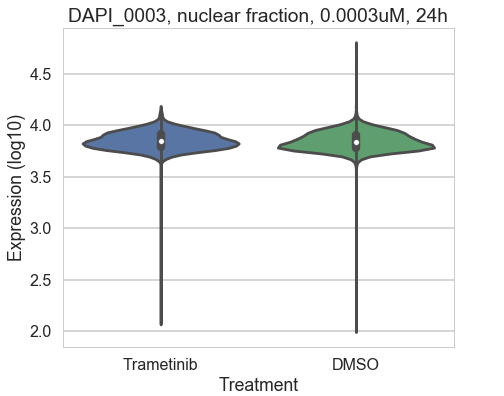 DAPI_0003, nuclear fraction, 0.0003uM, 24h
Expression (log10)
4.5
4.0
3.5
3.0
2.5
2.0
Trametinib DMSO
Treatment